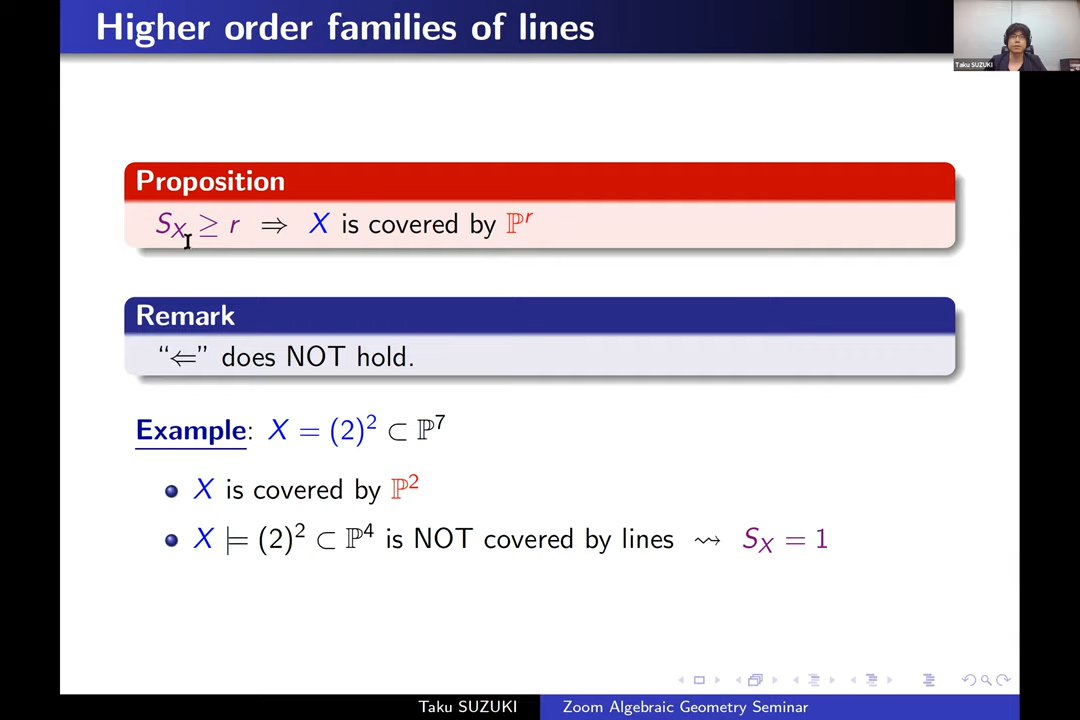 Higher order families of lines
Taku SUZUKI
Proposition
S_X ≥ r ⇒ X is covered by ℙ^r
Remark
“⇐” does NOT hold.
Example: X = (2)² ⊂ ℙ⁷
X is covered by ℙ²
X ⊨ (2)² ⊂ ℙ⁴ is NOT covered by lines ⇝ S_X = 1
Taku SUZUKI
Zoom Algebraic Geometry Seminar